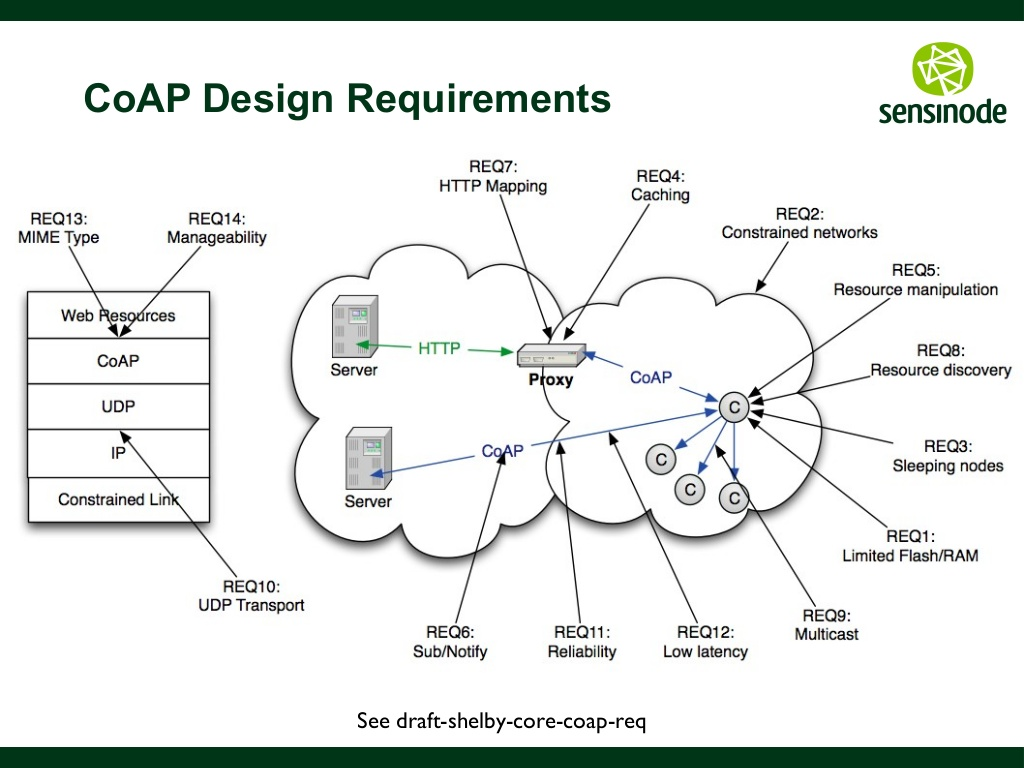 CoAP Design Requirements
sensinode
REQ7:
HTTP Mapping
REQ4:
Caching
REQ2:
Constrained networks
REQ13:
MIME Type
REQ14:
Manageability
REQ5:
Resource manipulation
REQ8:
Resource discovery
REQ3:
Sleeping nodes
REQ1:
Limited Flash/RAM
REQ9:
Multicast
Web Resources
CoAP
UDP
IP
Constrained Link
Server
HTTP
Proxy
CoAP
C
CoAP
Server
C
C
C
REQ10:
UDP Transport
REQ6:
Sub/Notify
REQ11:
Reliability
REQ12:
Low latency
See draft-shelby-core-coap-req